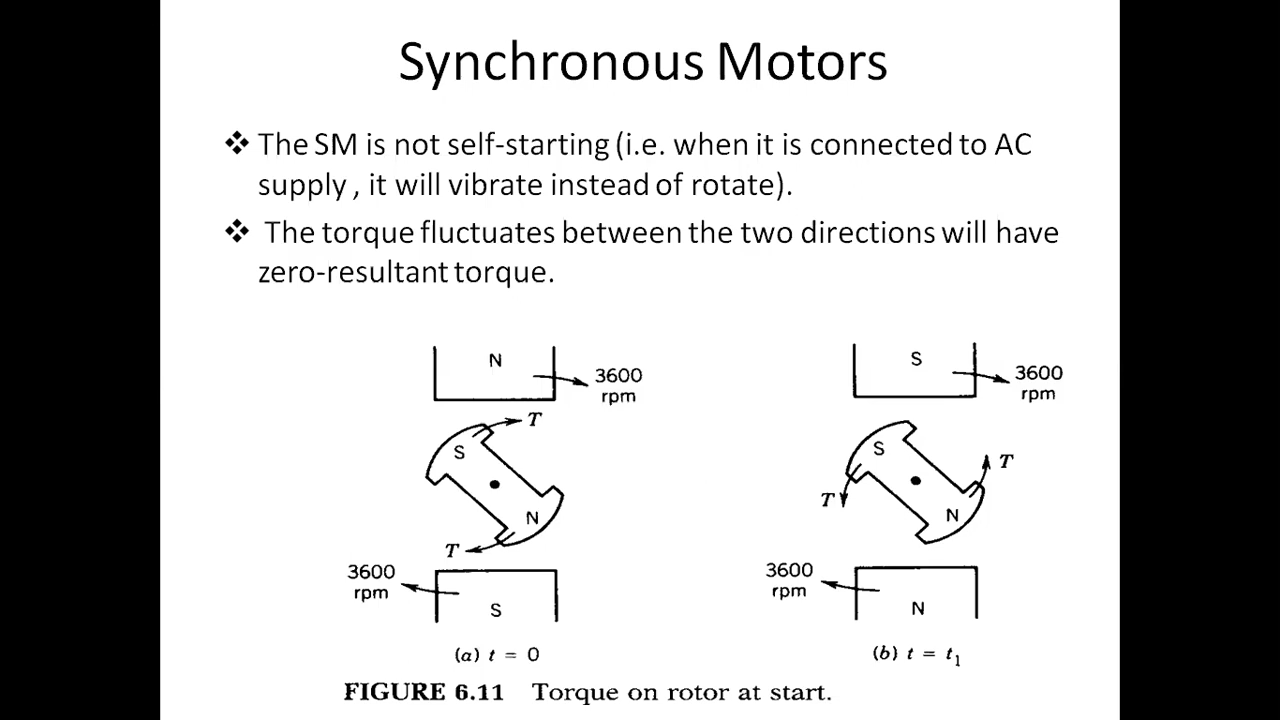 Synchronous Motors
❖ The SM is not self-starting (i.e. when it is connected to AC
supply , it will vibrate instead of rotate).
❖ The torque fluctuates between the two directions will have
zero-resultant torque.
N
3600
rpm
T
S
N
T
3600
rpm
S
(a) t = 0
S
3600
rpm
S
T
T
N
3600
rpm
N
(b) t = t₁
FIGURE 6.11 Torque on rotor at start.